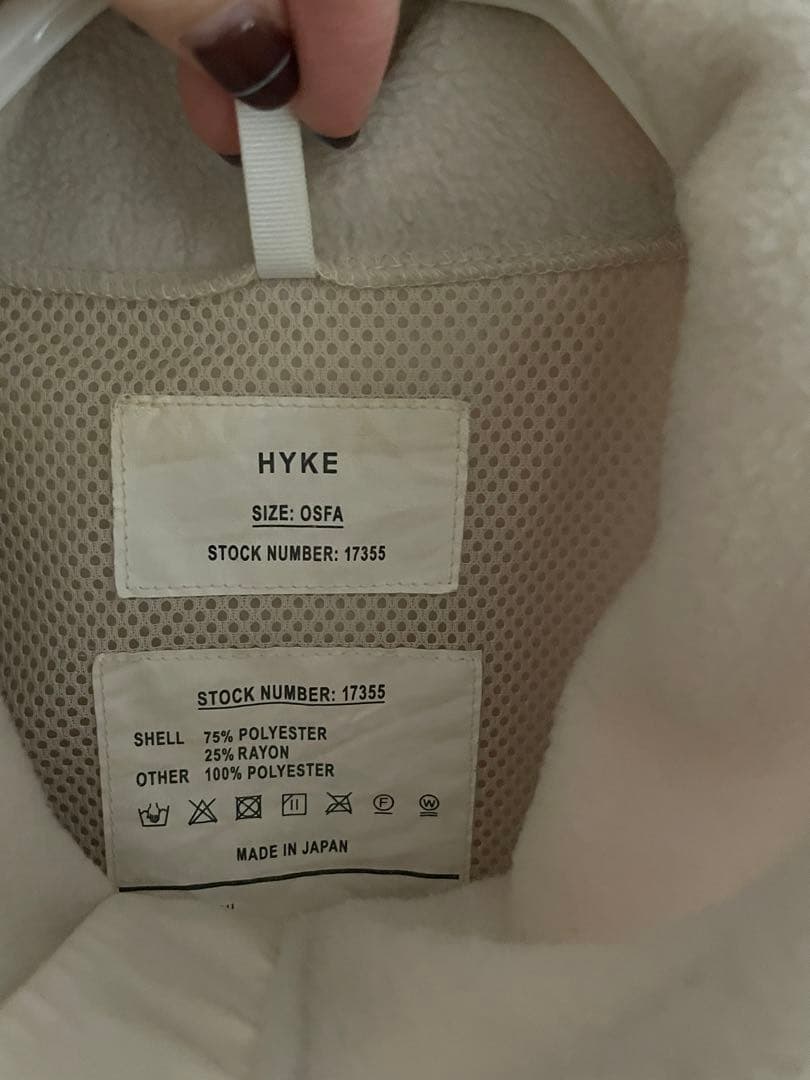 HYKE
SIZE: OSFA
STOCK NUMBER: 17355
STOCK NUMBER: 17355
SHELL 75% POLYESTER
25% RAYON
OTHER 100% POLYESTER
F W
MADE IN JAPAN